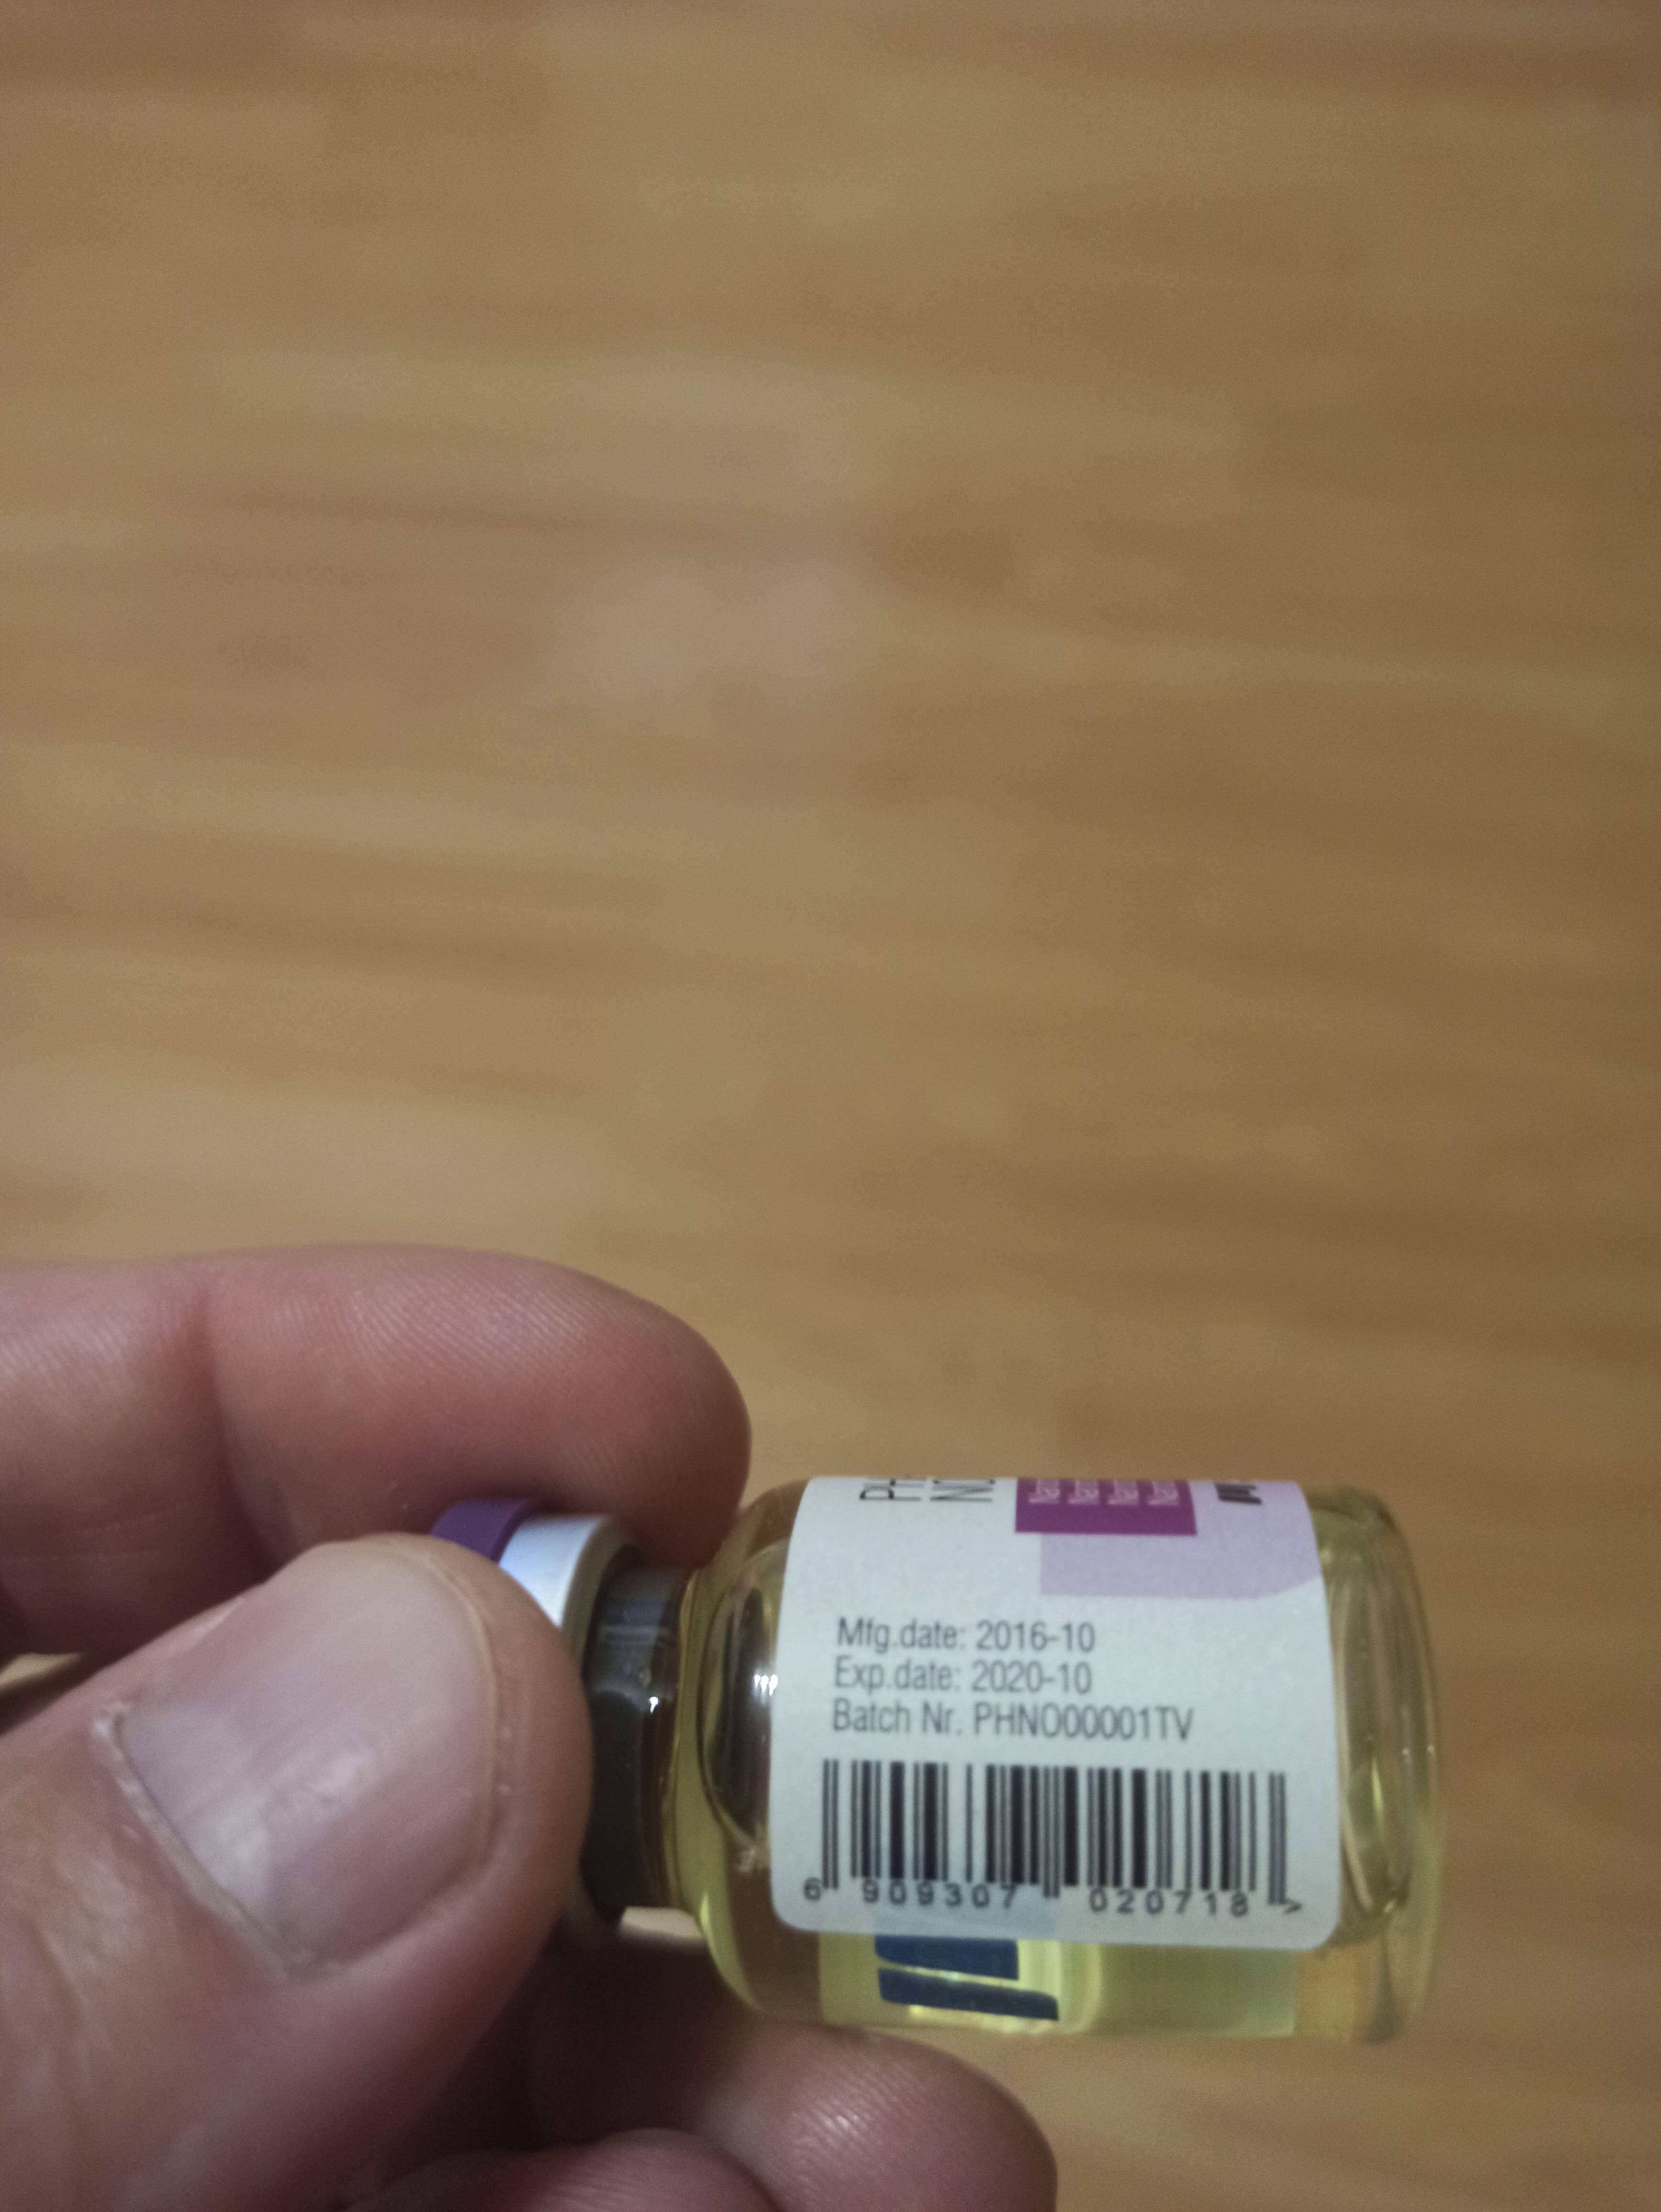 Mfg.date: 2016-10
Exp.date: 2020-10
Batch Nr. PHNO00001TV
6 909307 020718 >